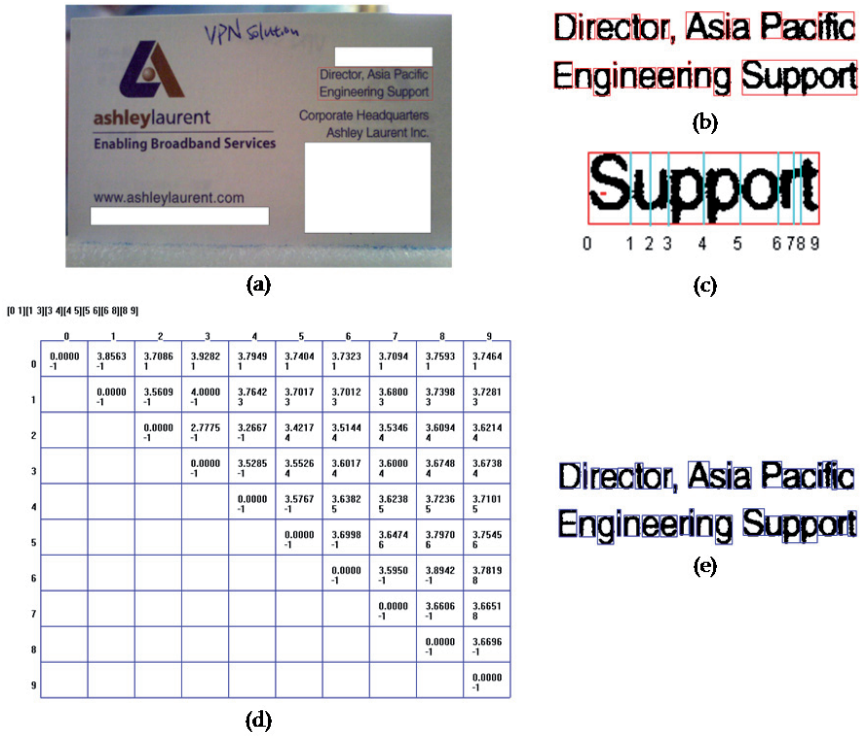 VPN Solution
Director, Asia Pacific
Engineering Support
ashleylaurent
Corporate Headquarters
Ashley Laurent Inc.
Enabling Broadband Services
www.ashleylaurent.com
(a)
Director, Asia Pacific
Engineering Support
(b)
Support
0 1 2 3 4 5 6 7 8 9
(c)
[0 1][1 3][3 4][4 5][5 6][6 8][8 9]
0 1 2 3 4 5 6 7 8 9
0 0.0000 3.8563 3.7086 3.9282 3.7949 3.7404 3.7323 3.7094 3.7593 3.7464
-1 -1 1 1 1 1 1 1 1 1
1 0.0000 3.5609 4.0000 3.7642 3.7017 3.7012 3.6800 3.7398 3.7281
-1 -1 -1 3 3 3 3 3 3
2 0.0000 2.7775 3.2667 3.4217 3.5144 3.5346 3.6094 3.6214
-1 -1 -1 4 4 4 4 4
3 0.0000 3.5285 3.5526 3.6017 3.6000 3.6748 3.6738
-1 -1 4 4 4 4 4
4 0.0000 3.5767 3.6382 3.6238 3.7236 3.7101
-1 -1 5 5 5 5
5 0.0000 3.6998 3.6474 3.7970 3.7545
-1 -1 6 6 6
6 0.0000 3.5950 3.8942 3.7819
-1 -1 -1 8
7 0.0000 3.6606 3.6651
-1 -1 8
8 0.0000 3.6696
-1 -1
9 0.0000
-1
(d)
Director, Asia Pacific
Engineering Support
(e)